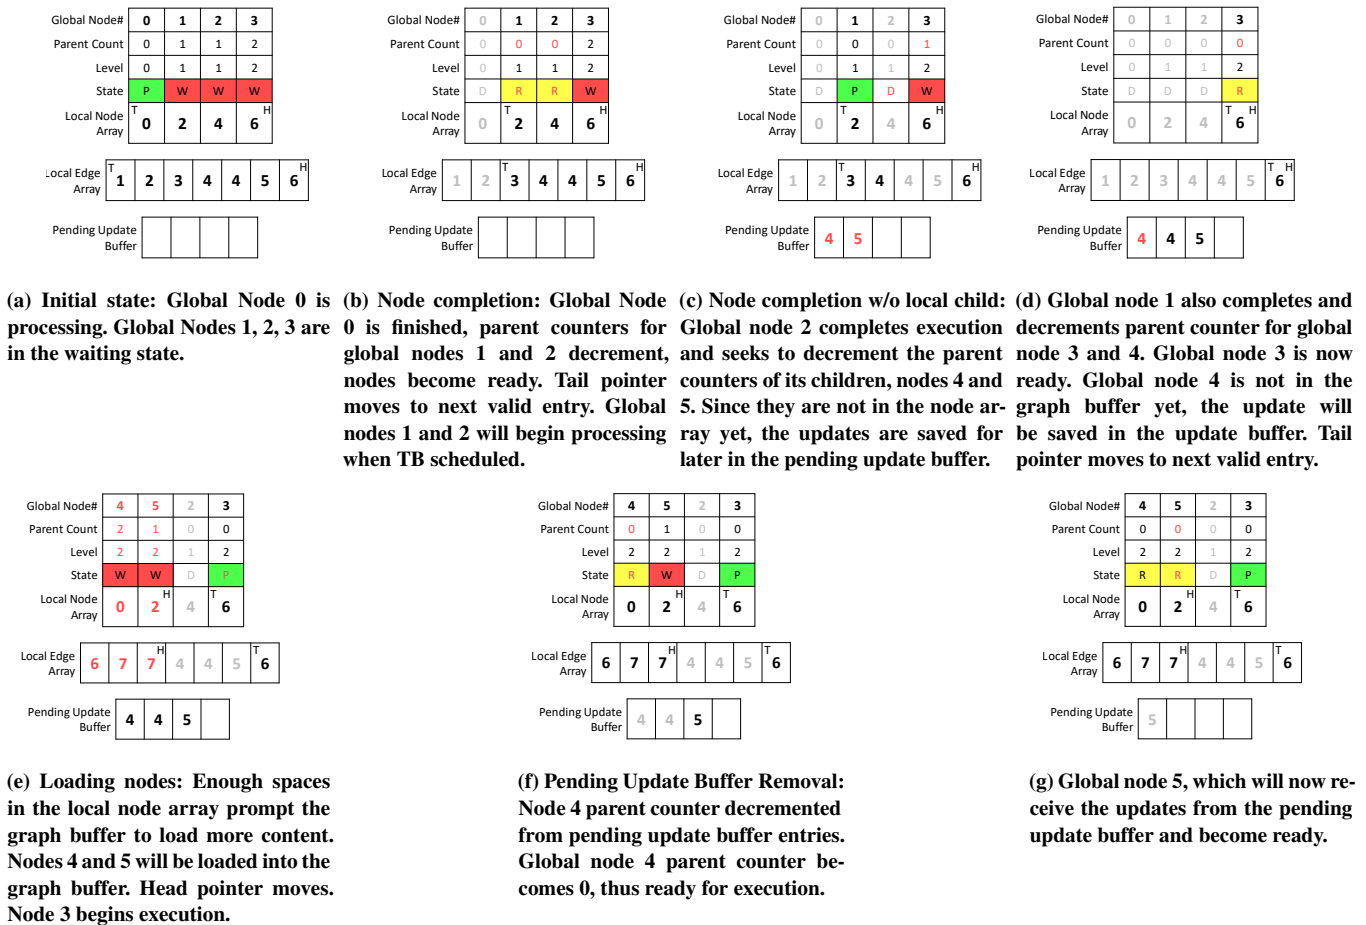 Global Node# 0 1 2 3
Parent Count 0 1 1 2
Level 0 1 1 2
State P W W W
Local Node Array T 0 2 4 6 H
Local Edge Array T 1 2 3 4 4 5 6 H
Pending Update Buffer
(a) Initial state: Global Node 0 is
processing. Global Nodes 1, 2, 3 are
in the waiting state.
Global Node# 0 1 2 3
Parent Count 0 0 0 2
Level 0 1 1 2
State D R R W
Local Node Array 0 T 2 4 6 H
Local Edge Array 1 2 T 3 4 4 5 6 H
Pending Update Buffer
(b) Node completion: Global Node
0 is finished, parent counters for
global nodes 1 and 2 decrement,
nodes become ready. Tail pointer
moves to next valid entry. Global
nodes 1 and 2 will begin processing
when TB scheduled.
Global Node# 0 1 2 3
Parent Count 0 0 0 1
Level 0 1 1 2
State D P D W
Local Node Array 0 T 2 4 6 H
Local Edge Array 1 2 T 3 4 4 5 6 H
Pending Update Buffer 4 5
(c) Node completion w/o local child:
Global node 2 completes execution
and seeks to decrement the parent
counters of its children, nodes 4 and
5. Since they are not in the node ar-
ray yet, the updates are saved for
later in the pending update buffer.
Global Node# 0 1 2 3
Parent Count 0 0 0 0
Level 0 1 1 2
State D D D R
Local Node Array 0 2 4 T 6 H
Local Edge Array 1 2 3 4 4 5 T 6 H
Pending Update Buffer 4 4 5
(d) Global node 1 also completes and
decrements parent counter for global
node 3 and 4. Global node 3 is now
ready. Global node 4 is not in the
graph buffer yet, the update will
be saved in the update buffer. Tail
pointer moves to next valid entry.
Global Node# 4 5 2 3
Parent Count 2 1 0 0
Level 2 2 1 2
State W W D P
Local Node Array 0 2 H 4 T 6
Local Edge Array 6 7 7 H 4 4 5 T 6
Pending Update Buffer 4 4 5
(e) Loading nodes: Enough spaces
in the local node array prompt the
graph buffer to load more content.
Nodes 4 and 5 will be loaded into the
graph buffer. Head pointer moves.
Node 3 begins execution.
Global Node# 4 5 2 3
Parent Count 0 1 0 0
Level 2 2 1 2
State R W D P
Local Node Array 0 2 H 4 T 6
Local Edge Array 6 7 7 H 4 4 5 T 6
Pending Update Buffer 4 4 5
(f) Pending Update Buffer Removal:
Node 4 parent counter decremented
from pending update buffer entries.
Global node 4 parent counter be-
comes 0, thus ready for execution.
Global Node# 4 5 2 3
Parent Count 0 0 0 0
Level 2 2 1 2
State R R D P
Local Node Array 0 2 H 4 T 6
Local Edge Array 6 7 7 H 4 4 5 T 6
Pending Update Buffer 5
(g) Global node 5, which will now re-
ceive the updates from the pending
update buffer and become ready.